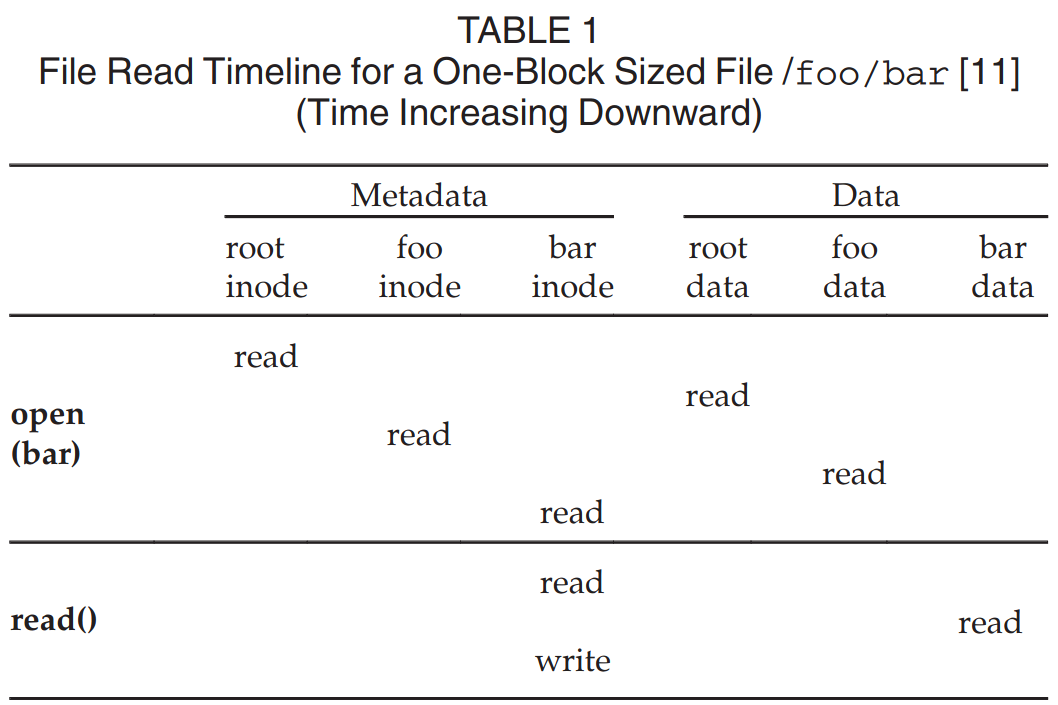 TABLE 1
File Read Timeline for a One-Block Sized File /foo/bar [11]
(Time Increasing Downward)
Metadata Data
root foo bar root foo bar
inode inode inode data data data
read
read
open
read
(bar)
read
read
read
read()
read
write